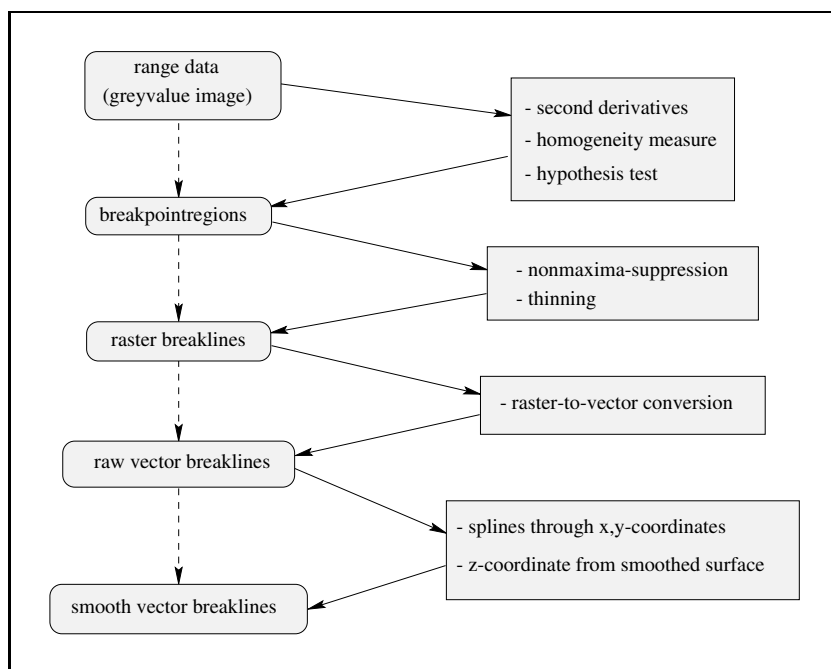 range data
(greyvalue image)
- second derivatives
- homogeneity measure
- hypothesis test
breakpointregions
- nonmaxima-suppression
- thinning
raster breaklines
- raster-to-vector conversion
raw vector breaklines
- splines through x,y-coordinates
- z-coordinate from smoothed surface
smooth vector breaklines